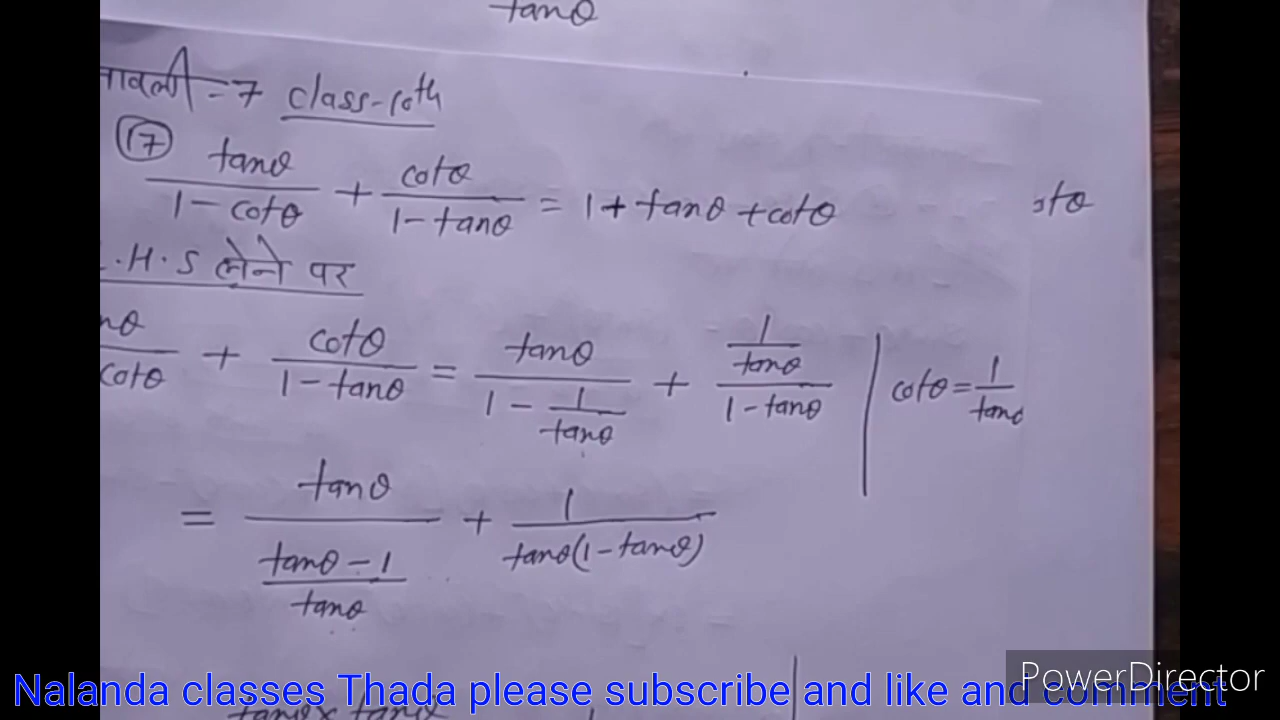 tanθ
नावली - 7 class-10th
(17) tanθ/(1-cotθ) + cotθ/(1-tanθ) = 1 + tanθ + cotθ
.H.S लेने पर
cotθ + cotθ/(1-tanθ) = tanθ/(1 - 1/tanθ) + (1/tanθ)/(1-tanθ) | cotθ = 1/tanθ
= tanθ/((tanθ-1)/tanθ) + 1/(tanθ(1-tanθ))
PowerDirector
Nalanda classes Thada please subscribe and like and comment